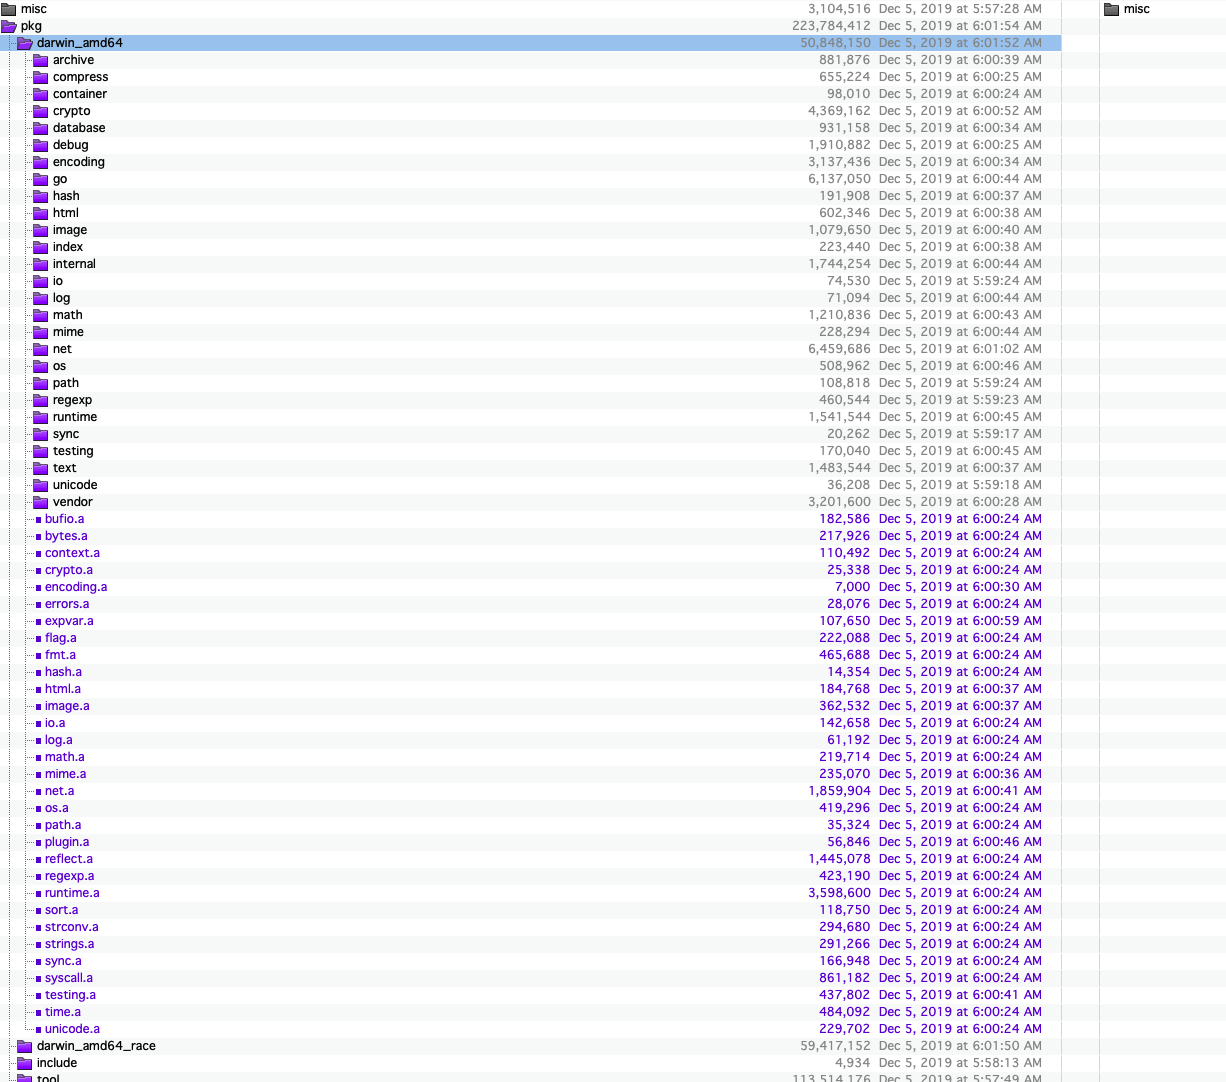 misc 3,104,516 Dec 5, 2019 at 5:57:28 AM misc
pkg 223,784,412 Dec 5, 2019 at 6:01:54 AM
darwin_amd64 50,848,150 Dec 5, 2019 at 6:01:52 AM
archive 881,876 Dec 5, 2019 at 6:00:39 AM
compress 655,224 Dec 5, 2019 at 6:00:25 AM
container 98,010 Dec 5, 2019 at 6:00:24 AM
crypto 4,369,162 Dec 5, 2019 at 6:00:52 AM
database 931,158 Dec 5, 2019 at 6:00:34 AM
debug 1,910,882 Dec 5, 2019 at 6:00:25 AM
encoding 3,137,436 Dec 5, 2019 at 6:00:34 AM
go 6,137,050 Dec 5, 2019 at 6:00:44 AM
hash 191,908 Dec 5, 2019 at 6:00:37 AM
html 602,346 Dec 5, 2019 at 6:00:38 AM
image 1,079,650 Dec 5, 2019 at 6:00:40 AM
index 223,440 Dec 5, 2019 at 6:00:38 AM
internal 1,744,254 Dec 5, 2019 at 6:00:44 AM
io 74,530 Dec 5, 2019 at 5:59:24 AM
log 71,094 Dec 5, 2019 at 6:00:44 AM
math 1,210,836 Dec 5, 2019 at 6:00:43 AM
mime 228,294 Dec 5, 2019 at 6:00:44 AM
net 6,459,686 Dec 5, 2019 at 6:01:02 AM
os 508,962 Dec 5, 2019 at 6:00:46 AM
path 108,818 Dec 5, 2019 at 5:59:24 AM
regexp 460,544 Dec 5, 2019 at 5:59:23 AM
runtime 1,541,544 Dec 5, 2019 at 6:00:45 AM
sync 20,262 Dec 5, 2019 at 5:59:17 AM
testing 170,040 Dec 5, 2019 at 6:00:45 AM
text 1,483,544 Dec 5, 2019 at 6:00:37 AM
unicode 36,208 Dec 5, 2019 at 5:59:18 AM
vendor 3,201,600 Dec 5, 2019 at 6:00:28 AM
bufio.a 182,586 Dec 5, 2019 at 6:00:24 AM
bytes.a 217,926 Dec 5, 2019 at 6:00:24 AM
context.a 110,492 Dec 5, 2019 at 6:00:24 AM
crypto.a 25,338 Dec 5, 2019 at 6:00:24 AM
encoding.a 7,000 Dec 5, 2019 at 6:00:30 AM
errors.a 28,076 Dec 5, 2019 at 6:00:24 AM
expvar.a 107,650 Dec 5, 2019 at 6:00:59 AM
flag.a 222,088 Dec 5, 2019 at 6:00:24 AM
fmt.a 465,688 Dec 5, 2019 at 6:00:24 AM
hash.a 14,354 Dec 5, 2019 at 6:00:24 AM
html.a 184,768 Dec 5, 2019 at 6:00:37 AM
image.a 362,532 Dec 5, 2019 at 6:00:37 AM
io.a 142,658 Dec 5, 2019 at 6:00:24 AM
log.a 61,192 Dec 5, 2019 at 6:00:24 AM
math.a 219,714 Dec 5, 2019 at 6:00:24 AM
mime.a 235,070 Dec 5, 2019 at 6:00:36 AM
net.a 1,859,904 Dec 5, 2019 at 6:00:41 AM
os.a 419,296 Dec 5, 2019 at 6:00:24 AM
path.a 35,324 Dec 5, 2019 at 6:00:24 AM
plugin.a 56,846 Dec 5, 2019 at 6:00:46 AM
reflect.a 1,445,078 Dec 5, 2019 at 6:00:24 AM
regexp.a 423,190 Dec 5, 2019 at 6:00:24 AM
runtime.a 3,598,600 Dec 5, 2019 at 6:00:24 AM
sort.a 118,750 Dec 5, 2019 at 6:00:24 AM
strconv.a 294,680 Dec 5, 2019 at 6:00:24 AM
strings.a 291,266 Dec 5, 2019 at 6:00:24 AM
sync.a 166,948 Dec 5, 2019 at 6:00:24 AM
syscall.a 861,182 Dec 5, 2019 at 6:00:24 AM
testing.a 437,802 Dec 5, 2019 at 6:00:41 AM
time.a 484,092 Dec 5, 2019 at 6:00:24 AM
unicode.a 229,702 Dec 5, 2019 at 6:00:24 AM
darwin_amd64_race 59,417,152 Dec 5, 2019 at 6:01:50 AM
include 4,934 Dec 5, 2019 at 5:58:13 AM
tool 113,514,176 Dec 5, 2019 at 5:57:49 AM